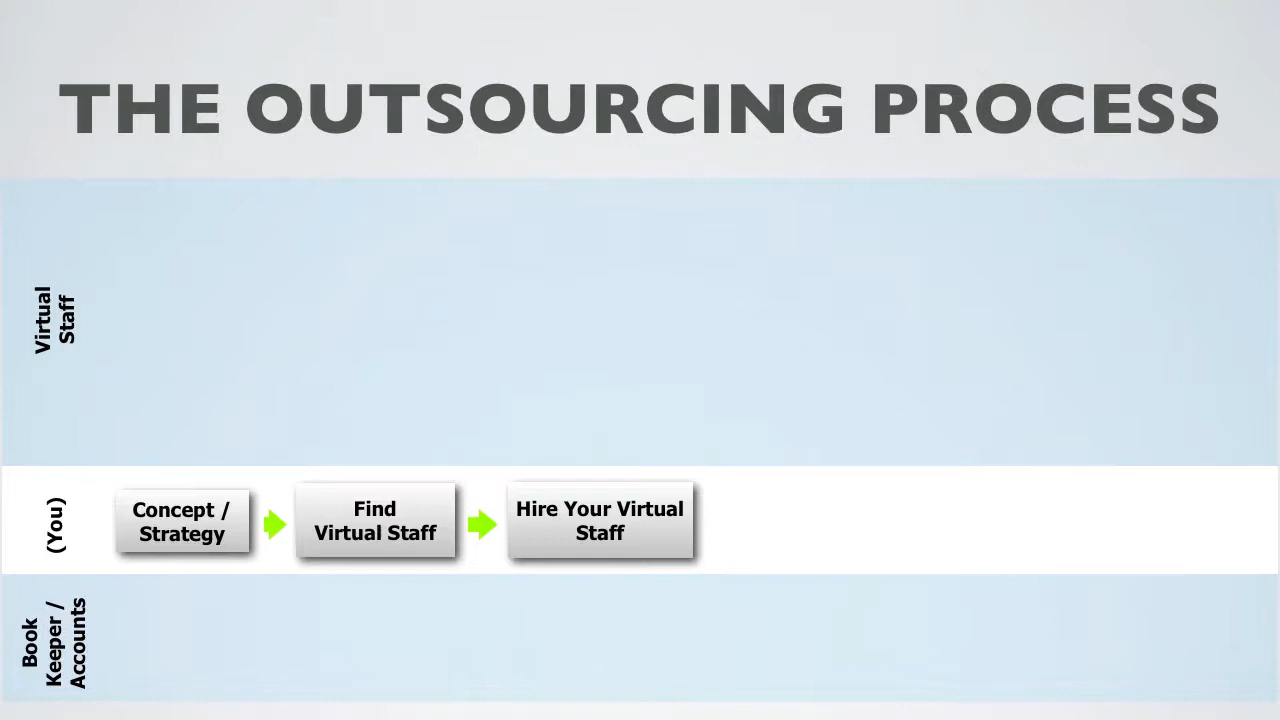 THE OUTSOURCING PROCESS
Virtual
Staff
(You)
Concept /
Strategy
Find
Virtual Staff
Hire Your Virtual
Staff
Book
Keeper /
Accounts